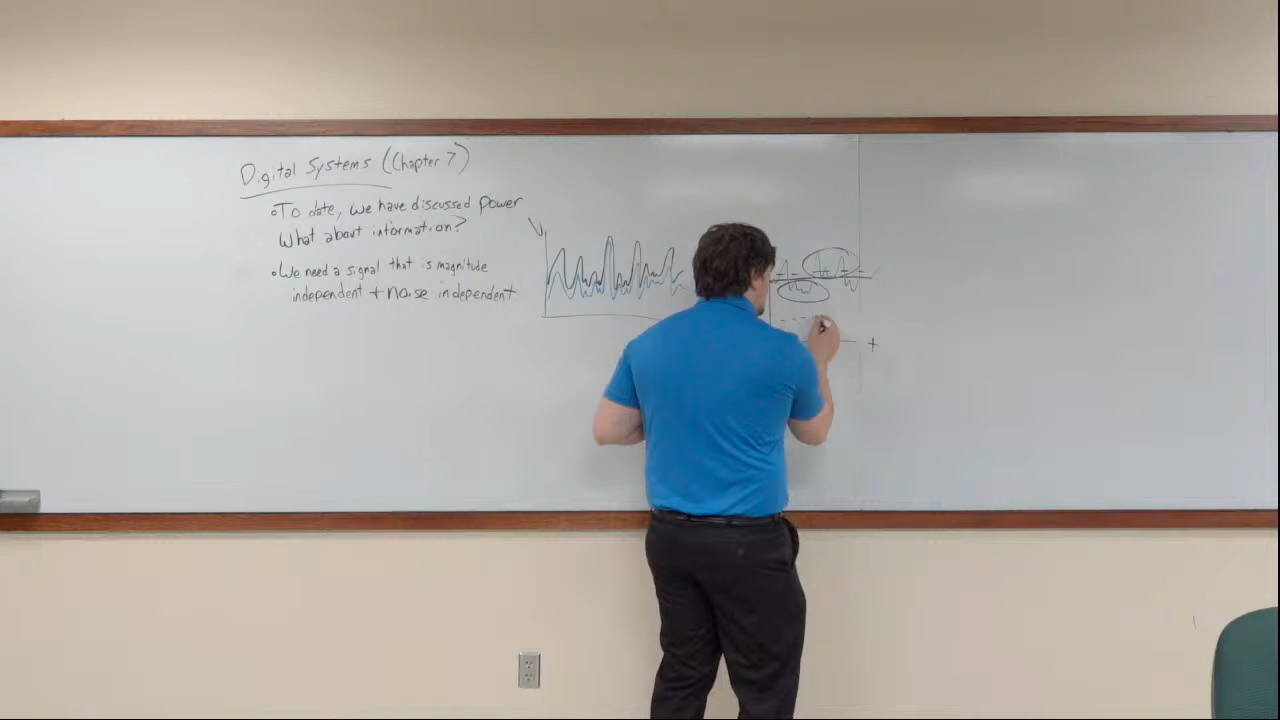 Digital Systems (Chapter 7)
• To date, we have discussed power
What about information?
• We need a signal that is magnitude
independent + noise independent
V
t